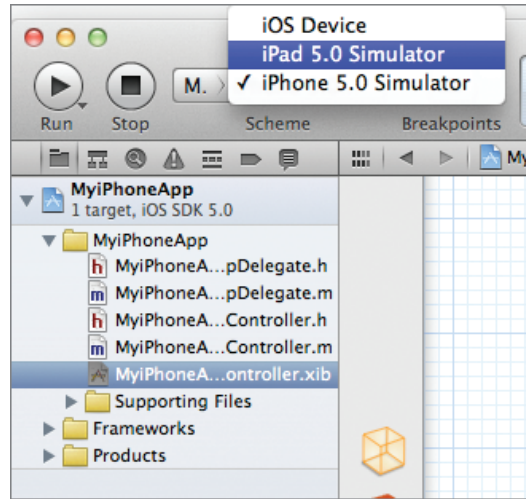 iOS Device
iPad 5.0 Simulator
✓ iPhone 5.0 Simulator
M.
Run Stop Scheme Breakpoints
My
MyiPhoneApp
1 target, iOS SDK 5.0
MyiPhoneApp
h MyiPhoneA...pDelegate.h
m MyiPhoneA...pDelegate.m
h MyiPhoneA...Controller.h
m MyiPhoneA...Controller.m
MyiPhoneA...ontroller.xib
Supporting Files
Frameworks
Products